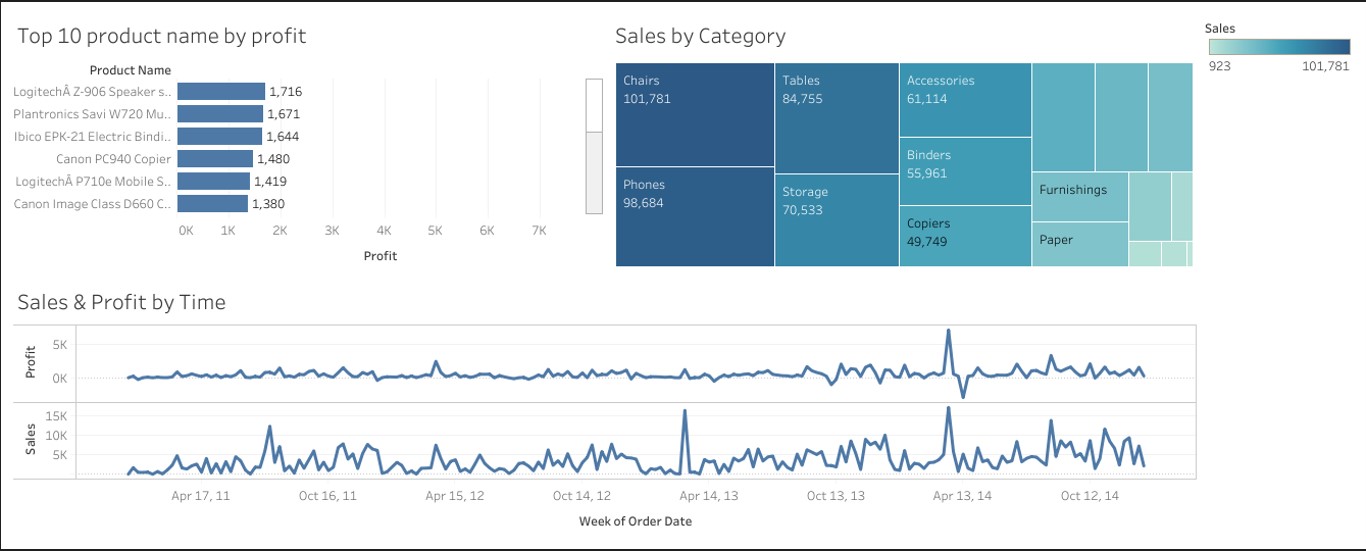 Top 10 product name by profit
Product Name
LogitechÂ Z-906 Speaker s..
1,716
Plantronics Savi W720 Mu..
1,671
Ibico EPK-21 Electric Bindi..
1,644
Canon PC940 Copier
1,480
LogitechÂ P710e Mobile S..
1,419
Canon Image Class D660 C..
1,380
0K 1K 2K 3K 4K 5K 6K 7K
Profit
Sales by Category
Chairs
101,781
Phones
98,684
Tables
84,755
Storage
70,533
Accessories
61,114
Binders
55,961
Copiers
49,749
Furnishings
Paper
Sales
923 101,781
Sales & Profit by Time
Profit
5K
0K
Sales
15K
10K
5K
Apr 17, 11 Oct 16, 11 Apr 15, 12 Oct 14, 12 Apr 14, 13 Oct 13, 13 Apr 13, 14 Oct 12, 14
Week of Order Date